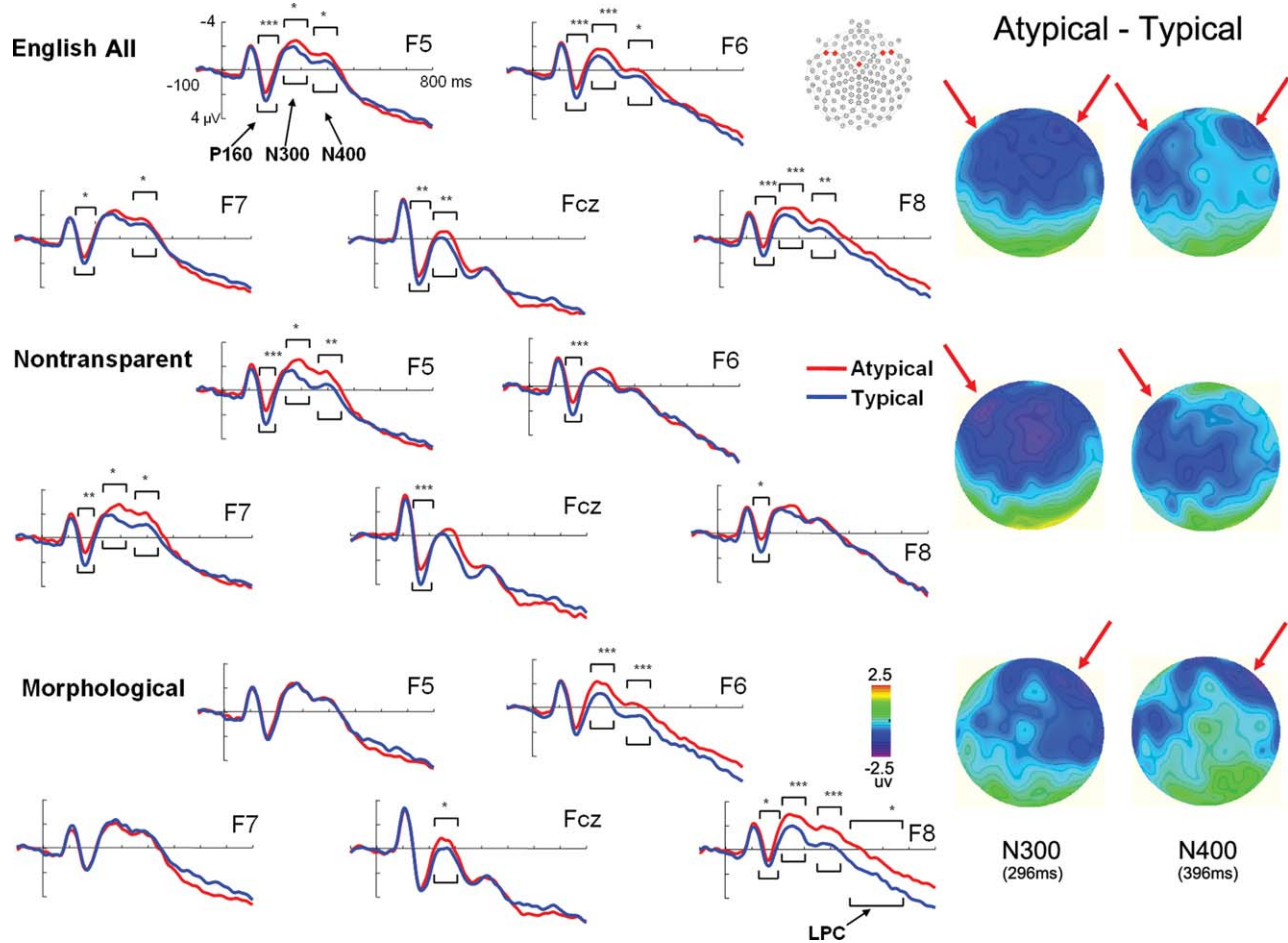 English All
-4
-100
4 µV
800 ms
***
*
*
F5
P160
N300
N400
***
***
*
F6
Atypical - Typical
*
*
F7
**
**
Fcz
***
***
**
F8
Nontransparent
***
*
**
F5
***
F6
Atypical
Typical
**
*
*
F7
***
Fcz
*
F8
Morphological
F5
***
***
F6
2.5
-2.5
uv
F7
*
Fcz
*
***
***
*
F8
LPC
N300
(296ms)
N400
(396ms)